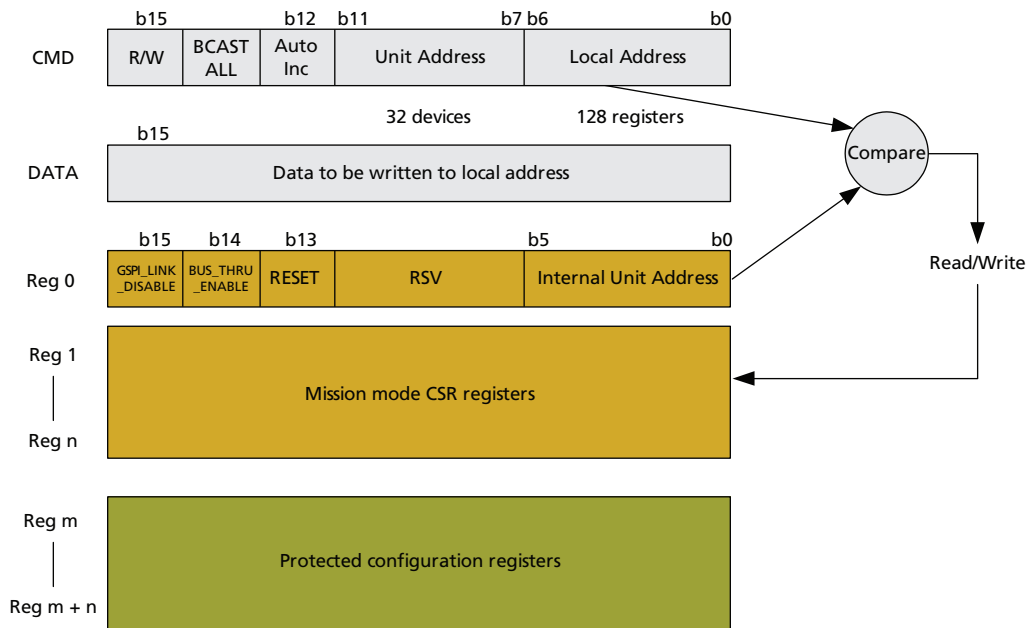 b15 b12 b11 b7 b6 b0
CMD R/W BCAST ALL Auto Inc Unit Address Local Address
32 devices 128 registers
b15
DATA Data to be written to local address
Compare
b15 b14 b13 b5 b0
Reg 0 GSPI_LINK _DISABLE BUS_THRU _ENABLE RESET RSV Internal Unit Address
Read/Write
Reg 1
Mission mode CSR registers
Reg n
Reg m
Protected configuration registers
Reg m + n